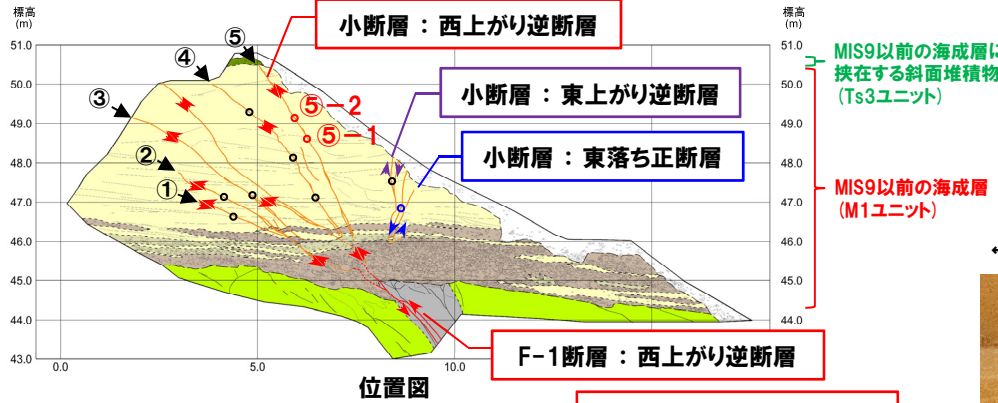 標高
(m)
51.0
50.0
49.0
48.0
47.0
46.0
45.0
44.0
43.0
0.0
5.0
10.0
位置図
①
②
③
④
⑤
⑤-2
⑤-1
小断層：西上がり逆断層
小断層：東上がり逆断層
小断層：東落ち正断層
F-1断層：西上がり逆断層
標高
(m)
51.0
50.0
49.0
48.0
47.0
46.0
45.0
44.0
43.0
MIS9以前の海成層に
挟在する斜面堆積物
(Ts3ユニット)
MIS9以前の海成層
(M1ユニット)